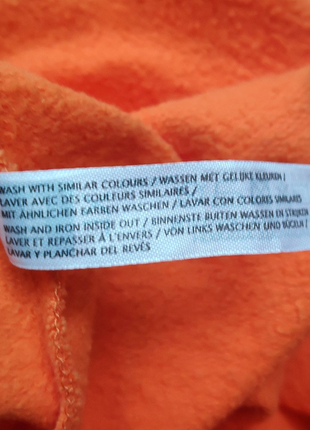 WASH WITH SIMILAR COLOURS / WASSEN MET GELIJKE KLEUREN /
LAVER AVEC DES COULEURS SIMILAIRES /
MIT ÄHNLICHEN FARBEN WASCHEN / LAVAR CON COLORES SIMILARES
WASH AND IRON INSIDE OUT / BINNENSTE BUITEN WASSEN EN STRIJKEN
LAVER ET REPASSER À L'ENVERS / VON LINKS WASCHEN UND BÜGELN /
LAVAR Y PLANCHAR DEL REVÉS